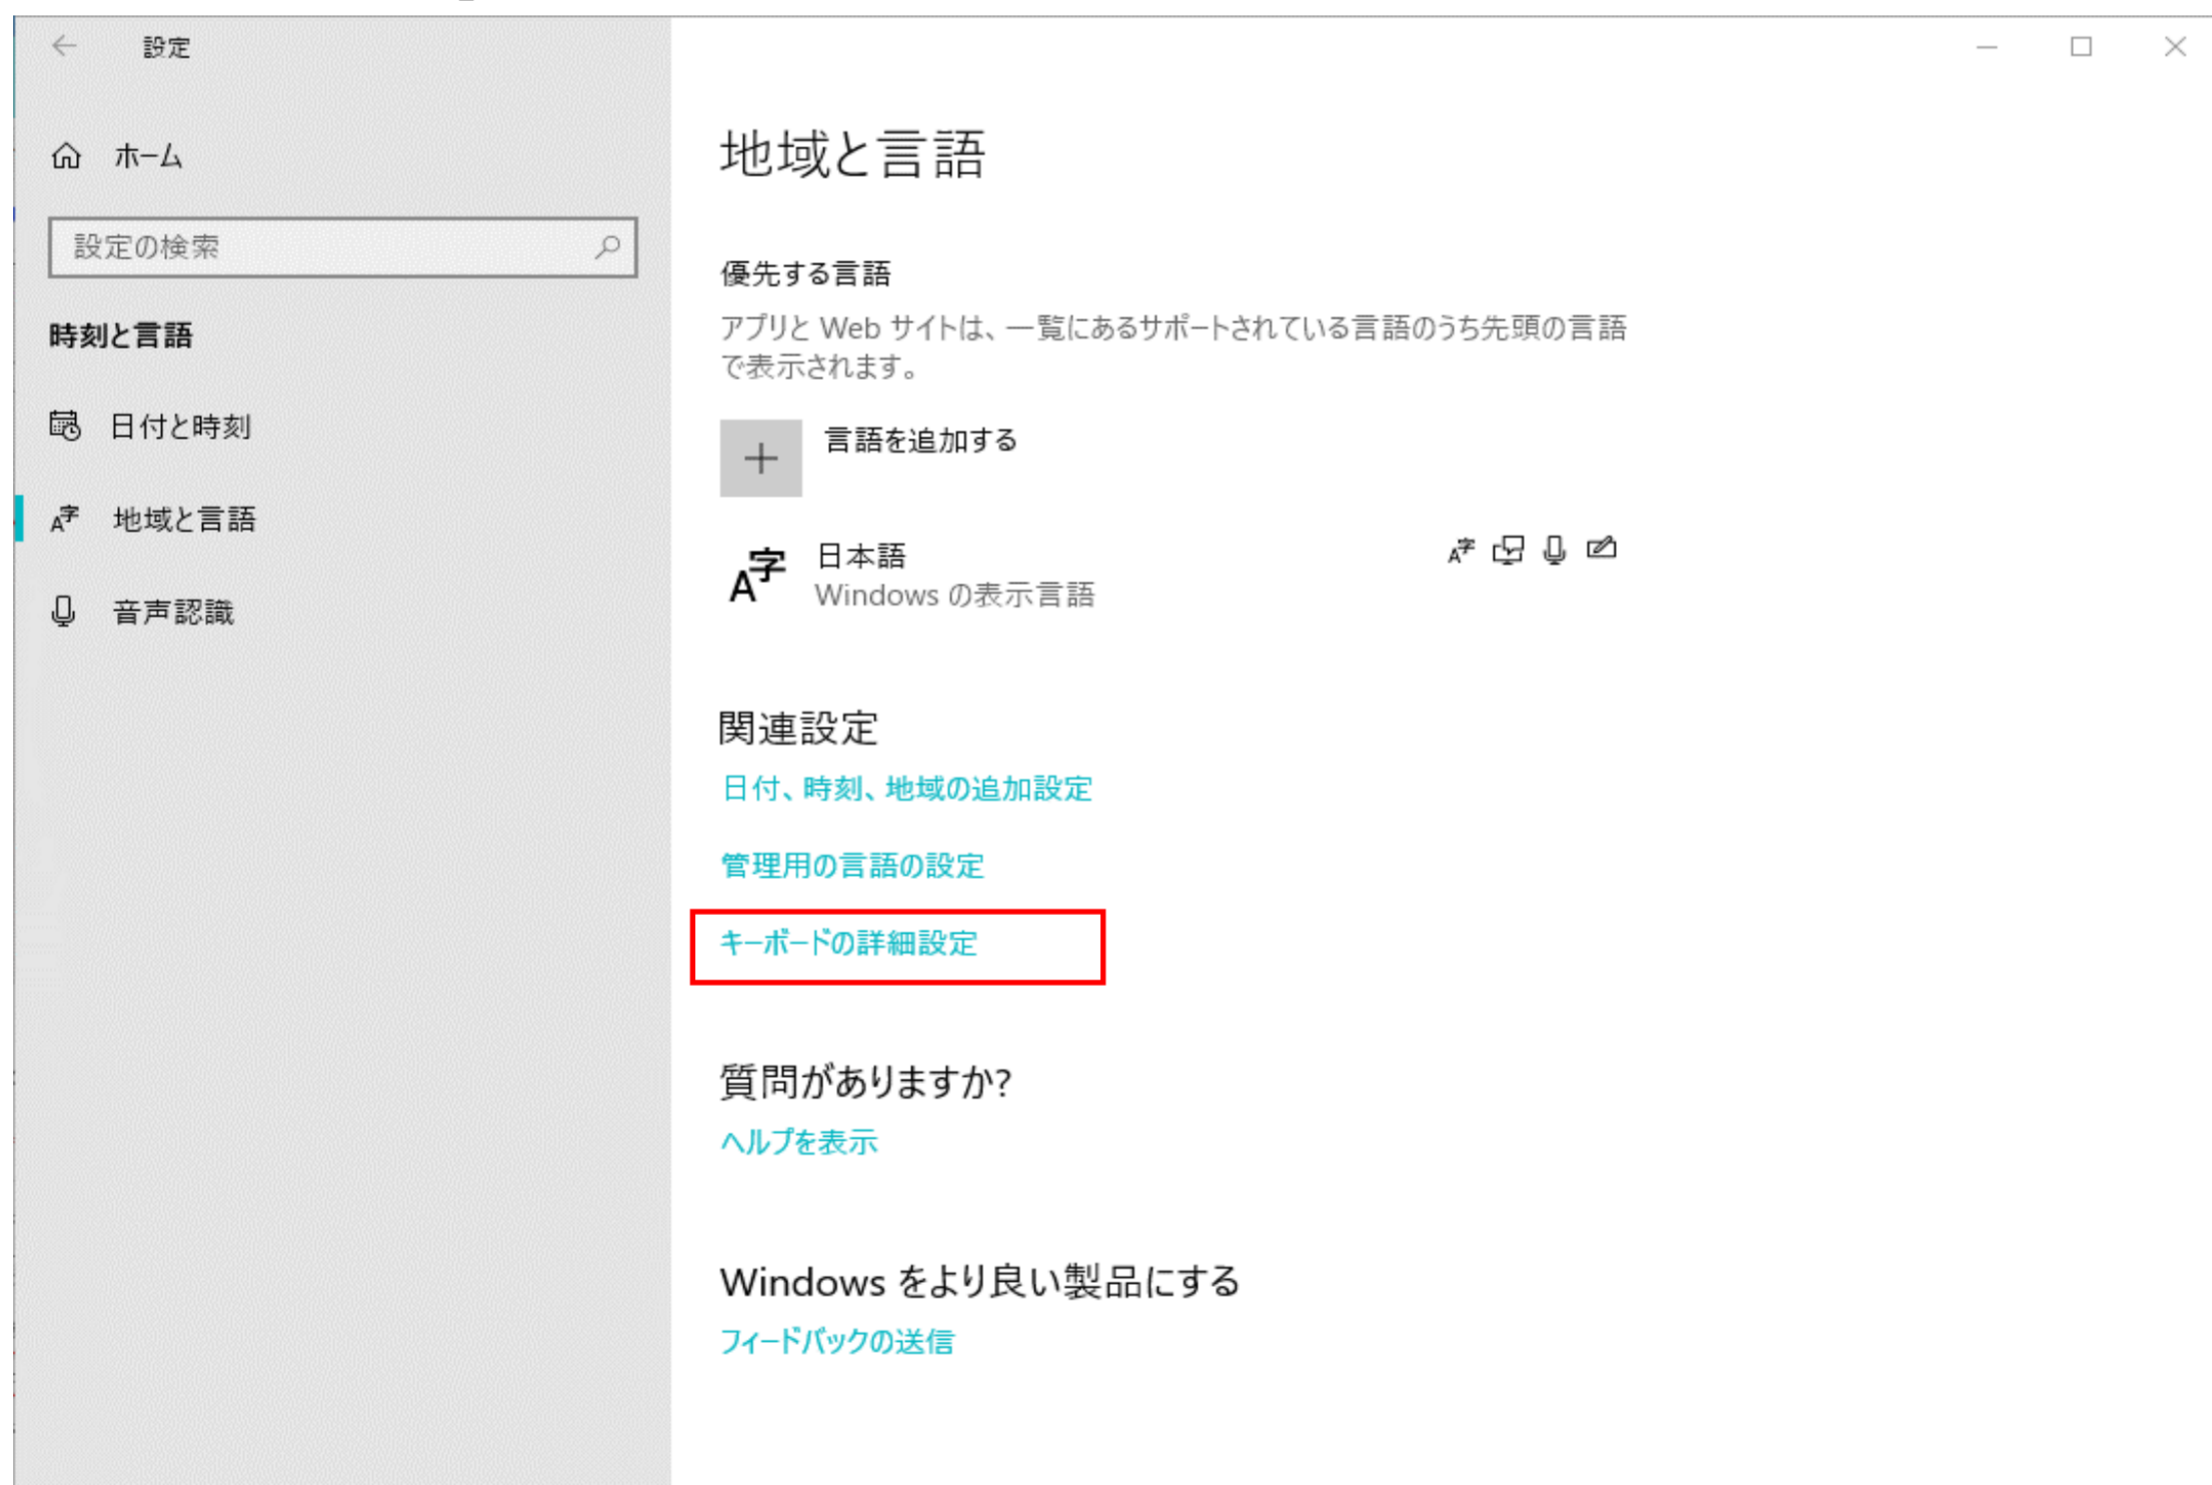 設定
ホーム
設定の検索
時刻と言語
日付と時刻
地域と言語
音声認識
地域と言語
優先する言語
アプリと Web サイトは、一覧にあるサポートされている言語のうち先頭の言語
で表示されます。
言語を追加する
日本語
Windows の表示言語
関連設定
日付、時刻、地域の追加設定
管理用の言語の設定
キーボードの詳細設定
質問がありますか?
ヘルプを表示
Windows をより良い製品にする
フィードバックの送信